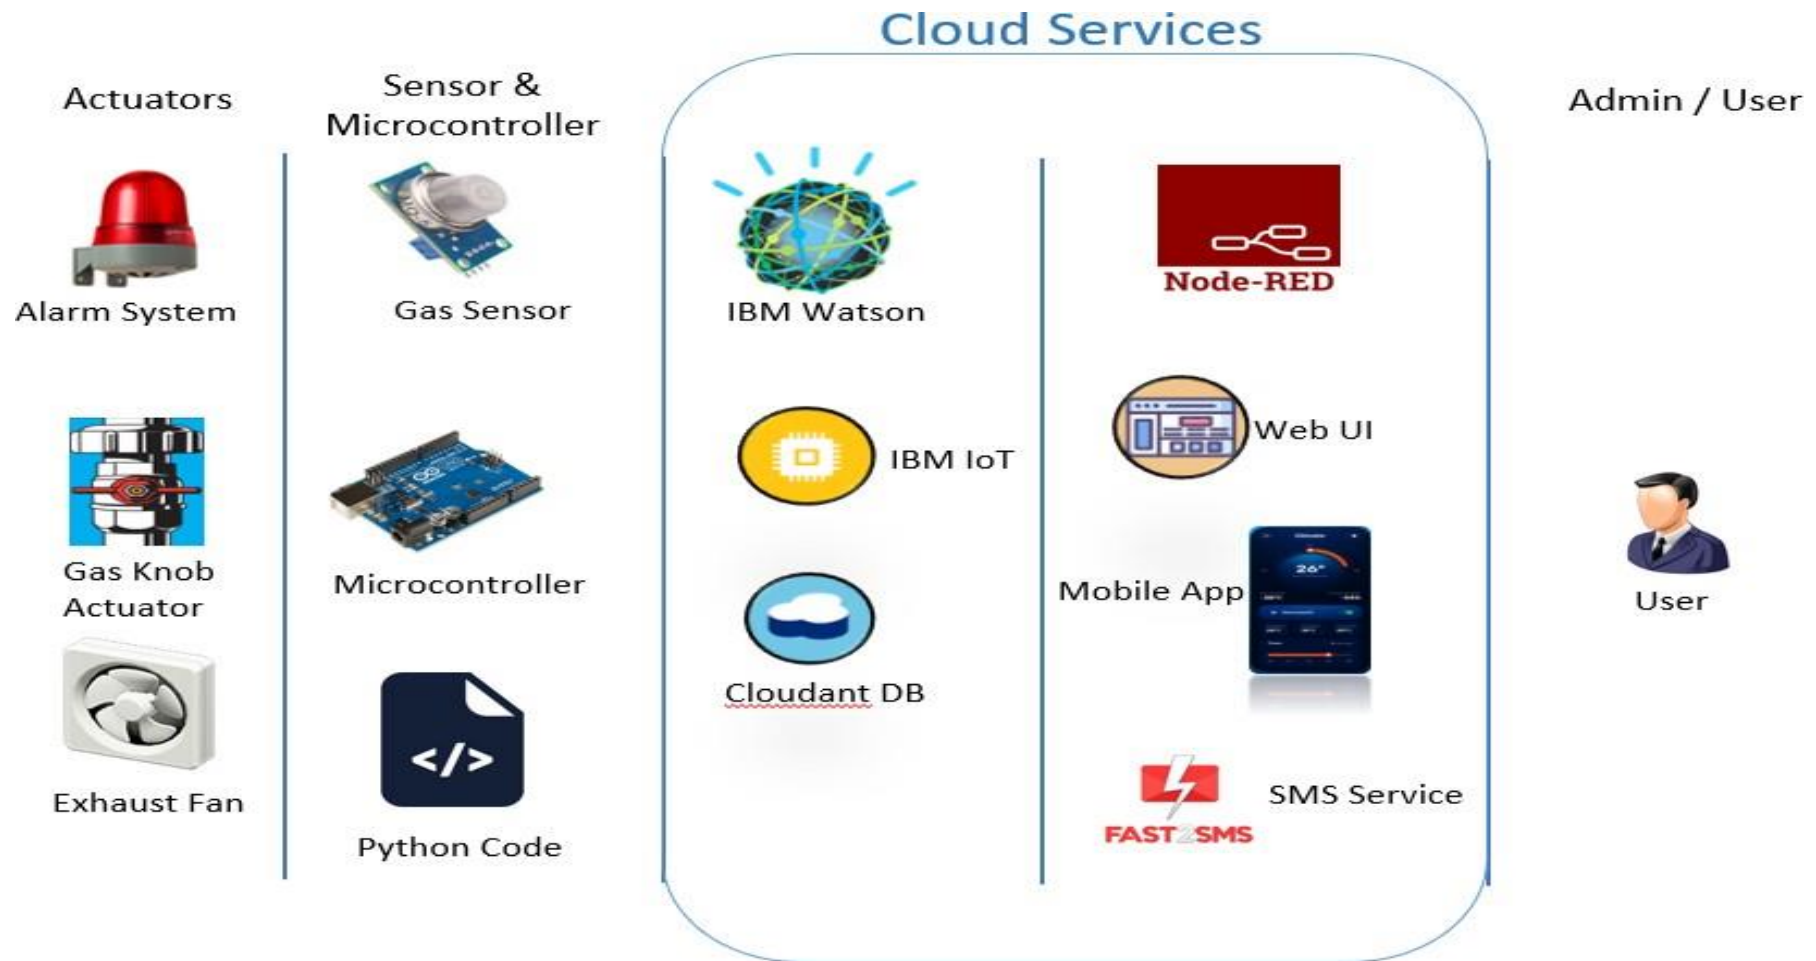 Cloud Services
Actuators
Sensor &
Microcontroller
Admin / User
Alarm System
Gas Sensor
IBM Watson
Node-RED
Gas Knob
Actuator
Microcontroller
IBM IoT
Web UI
Mobile App
26°
User
Cloudant DB
Exhaust Fan
</>
Python Code
FAST2SMS
SMS Service